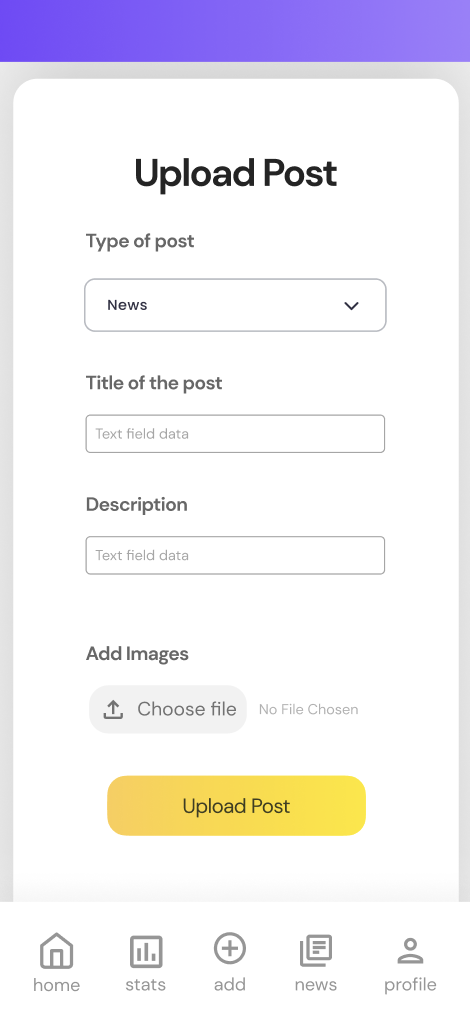 Upload Post
Type of post
News
Title of the post
Text field data
Description
Text field data
Add Images
Choose file No File Chosen
Upload Post
home stats add news profile